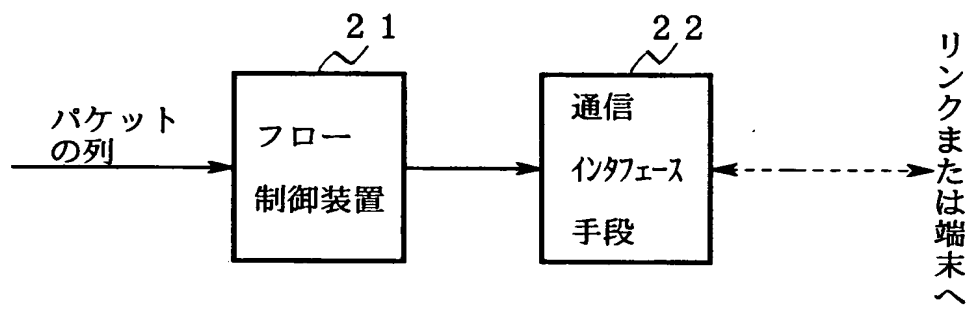 ２１
２２
パケット
の列
フロー
制御装置
通信
インタフェース
手段
リンクまたは端末へ